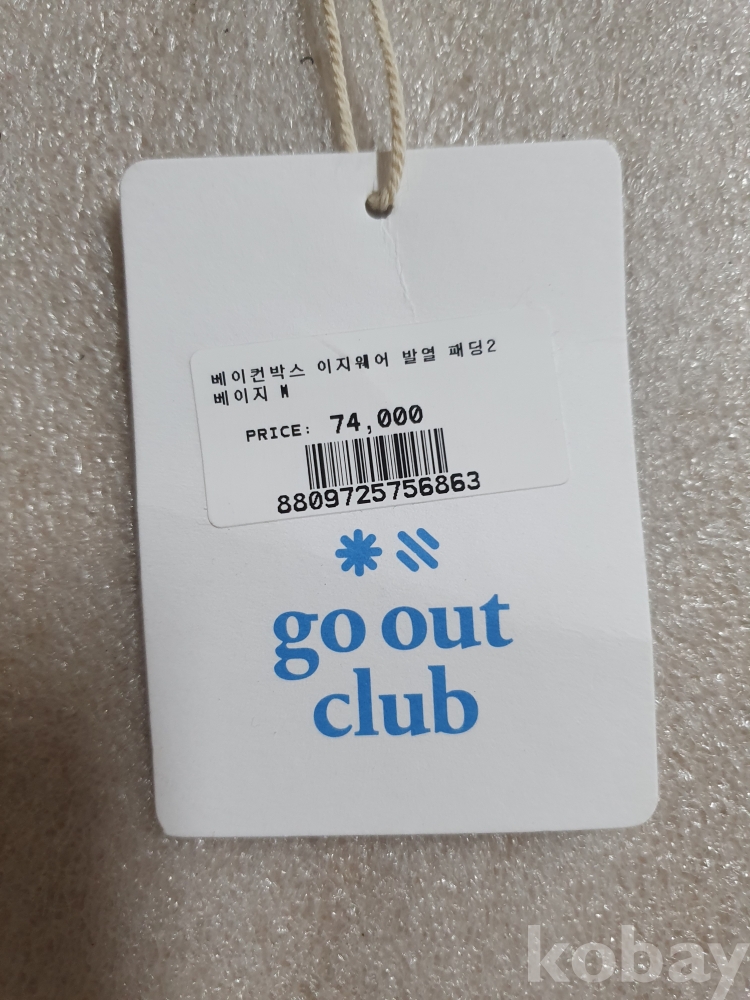 베이컨박스 이지웨어 발열 패딩2
베이지 M
PRICE: 74,000
8809725756863
go out
club
kobay